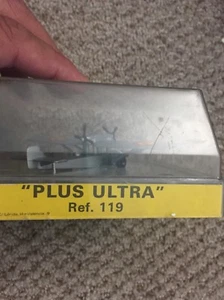 "PLUS ULTRA"
Ref. 119